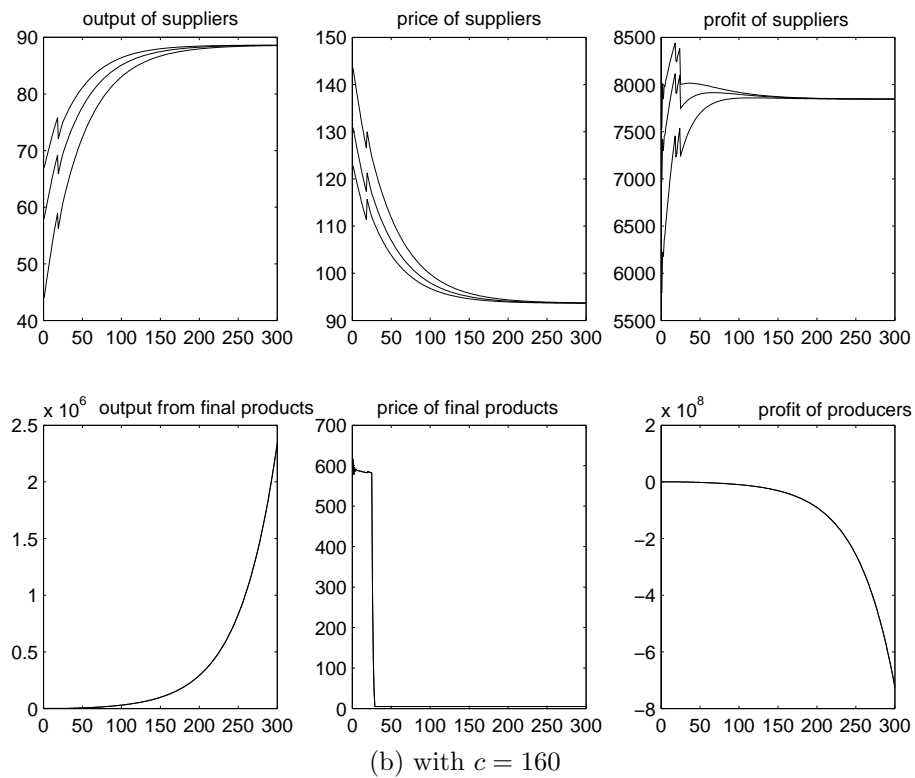 output of suppliers
90
80
70
60
50
40
0 50 100 150 200 250 300
price of suppliers
150
140
130
120
110
100
90
0 50 100 150 200 250 300
profit of suppliers
8500
8000
7500
7000
6500
6000
5500
0 50 100 150 200 250 300
x 10^6
output from final products
2.5
2
1.5
1
0.5
0
0 50 100 150 200 250 300
price of final products
700
600
500
400
300
200
100
0
0 50 100 150 200 250 300
x 10^8
profit of producers
2
0
−2
−4
−6
−8
0 50 100 150 200 250 300
(b) with c = 160